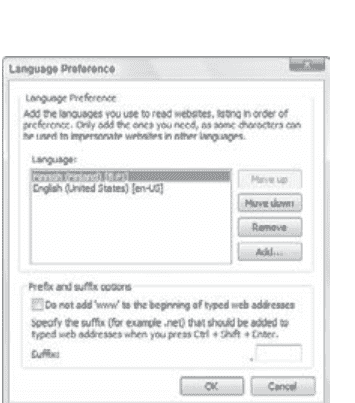 Language Preference
Language Preference
Add the languages you use to read websites, listing in order of
preference. Only add the ones you need, as some characters can
be used to impersonate websites in other languages.
Language:
Finnish (Finland) [fi-FI]
English (United States) [en-US]
Move up
Move down
Remove
Add...
Prefix and suffix options
Do not add 'www' to the beginning of typed web addresses
Specify the suffix (for example .net) that should be added to
typed web addresses when you press Ctrl + Shift + Enter.
Suffix:
.
OK
Cancel